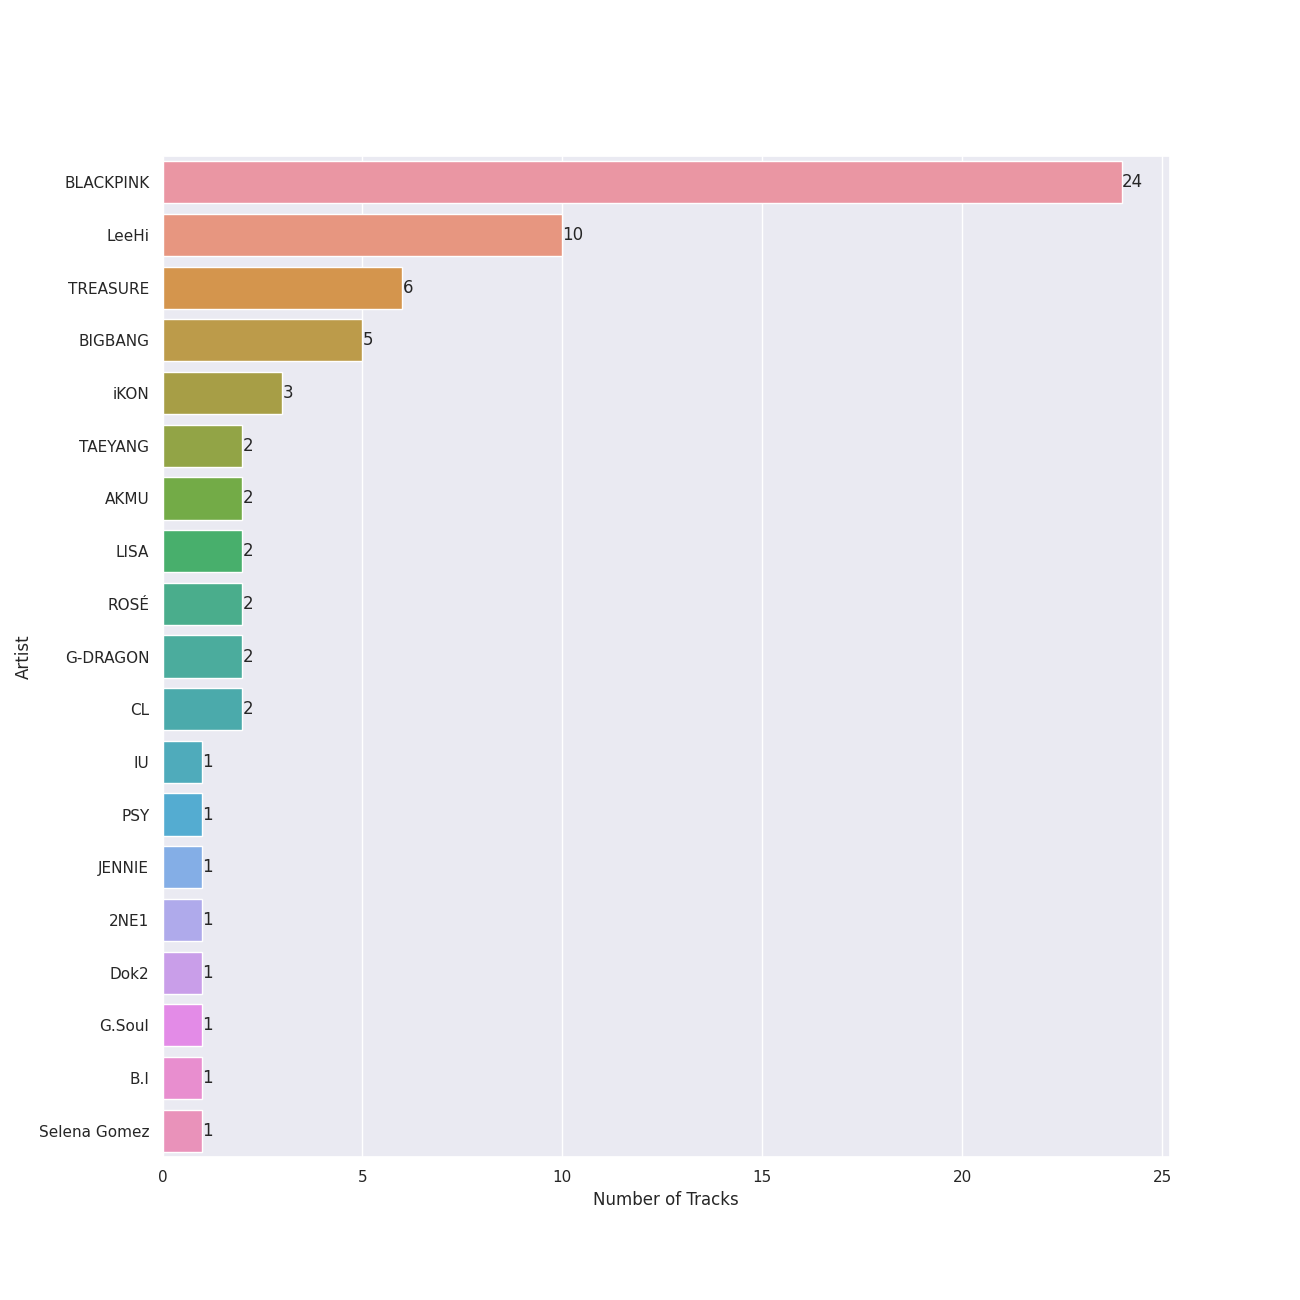 BLACKPINK 24
LeeHi 10
TREASURE 6
BIGBANG 5
iKON 3
TAEYANG 2
AKMU 2
LISA 2
ROSÉ 2
G-DRAGON 2
CL 2
IU 1
PSY 1
JENNIE 1
2NE1 1
Dok2 1
G.Soul 1
B.I 1
Selena Gomez 1
Artist
0 5 10 15 20 25
Number of Tracks